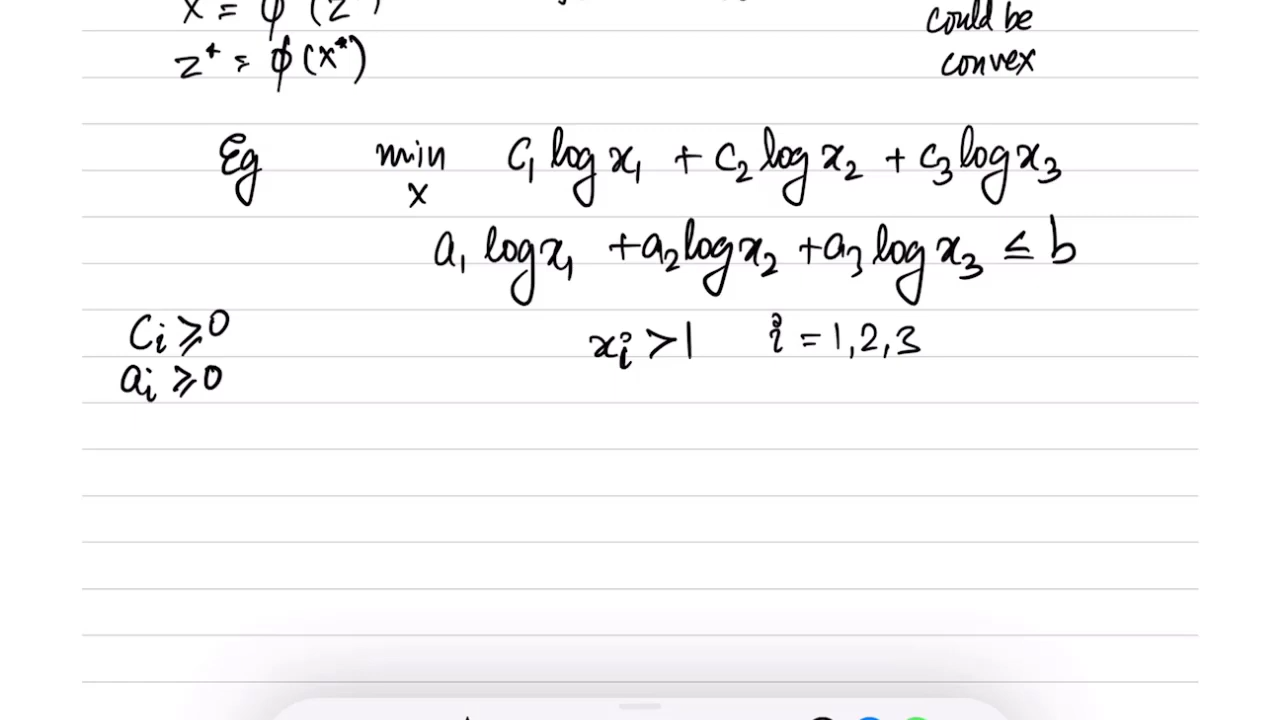 x = ϕ (z
could be
z* = ϕ(x*)
convex
Eg min c₁ log x₁ + c₂ log x₂ + c₃ log x₃
x
a₁ log x₁ + a₂ log x₂ + a₃ log x₃ ≤ b
cᵢ ≥ 0
xᵢ > 1 i = 1, 2, 3
aᵢ ≥ 0